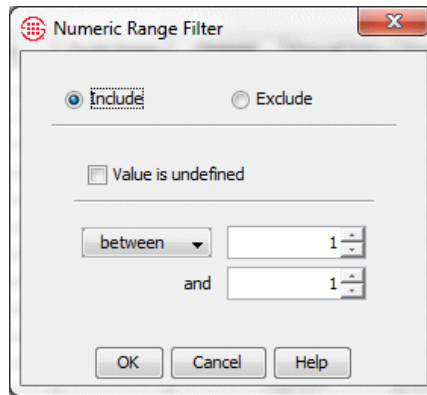 Numeric Range Filter
Include Exclude
Value is undefined
between 1
and 1
OK Cancel Help